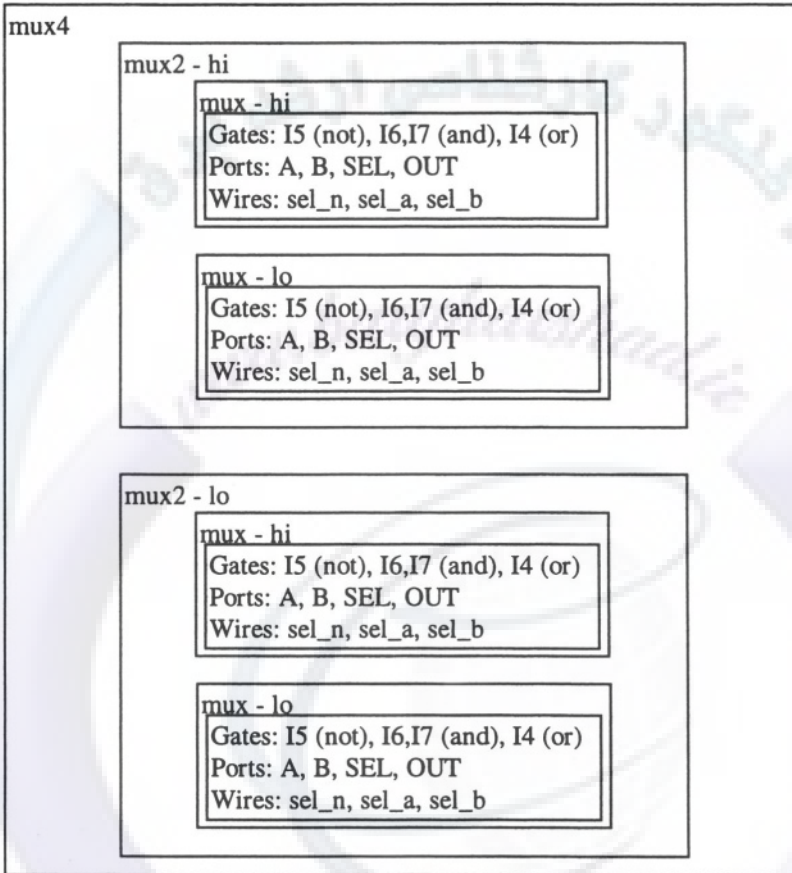 mux4
mux2 - hi
mux - hi
Gates: I5 (not), I6,I7 (and), I4 (or)
Ports: A, B, SEL, OUT
Wires: sel_n, sel_a, sel_b
mux - lo
Gates: I5 (not), I6,I7 (and), I4 (or)
Ports: A, B, SEL, OUT
Wires: sel_n, sel_a, sel_b
mux2 - lo
mux - hi
Gates: I5 (not), I6,I7 (and), I4 (or)
Ports: A, B, SEL, OUT
Wires: sel_n, sel_a, sel_b
mux - lo
Gates: I5 (not), I6,I7 (and), I4 (or)
Ports: A, B, SEL, OUT
Wires: sel_n, sel_a, sel_b